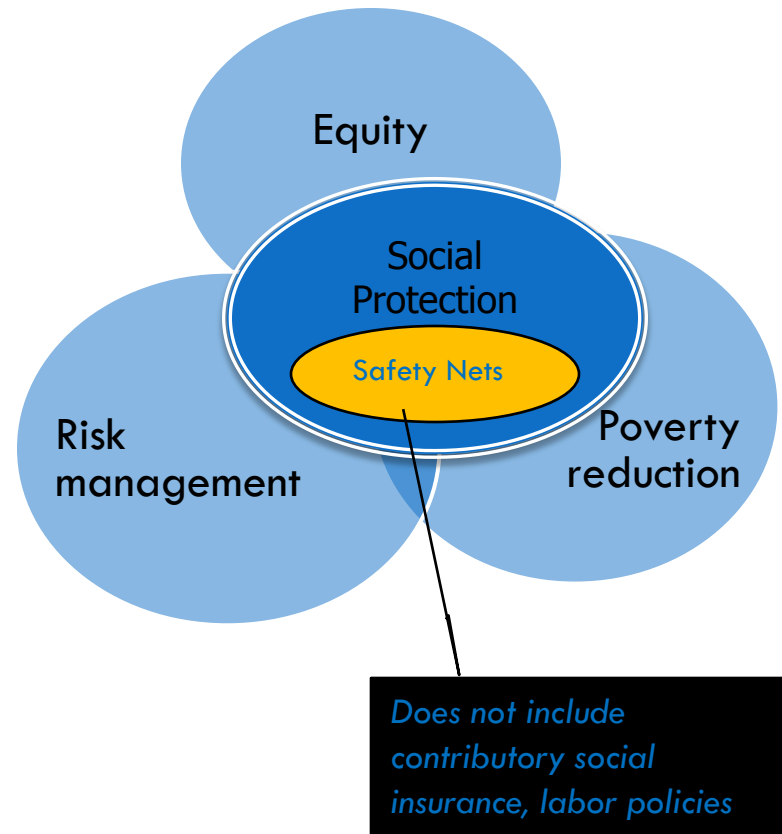 Equity
Social
Protection
Safety Nets
Risk
management
Poverty
reduction
Does not include
contributory social
insurance, labor policies